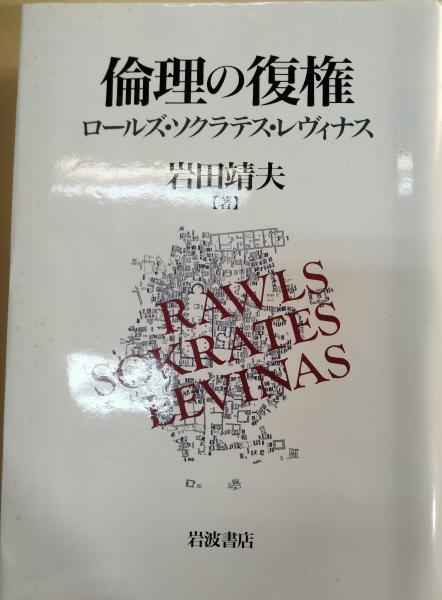 倫理の復権
ロールズ・ソクラテス・レヴィナス
岩田靖夫
【著】
RAWLS
SOKRATES
LEVINAS
岩波書店